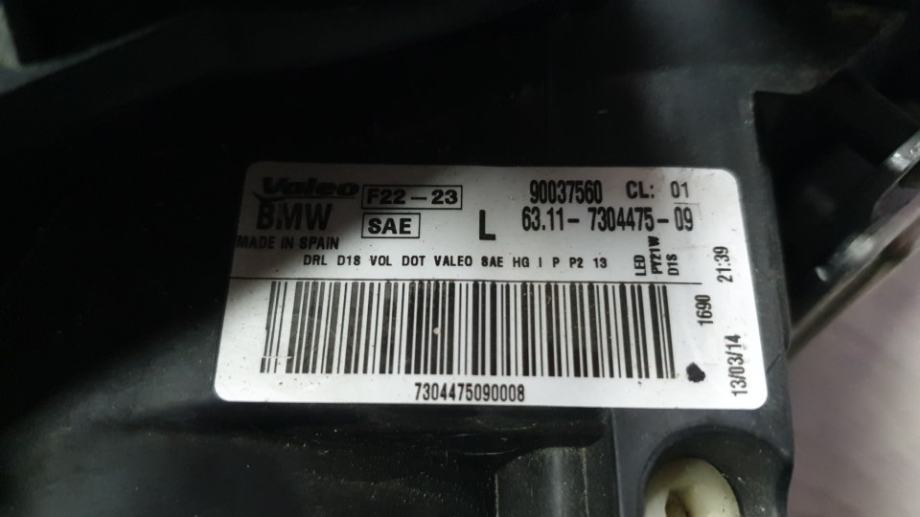 Valeo F22-23 90037560 CL: 01
BMW SAE L 63.11-7304475-09
MADE IN SPAIN
DRL D1S VOL DOT VALEO SAE HG I P P2 13
LED
PY21W
D1S
7304475090008
1690
13/03/14 21:39